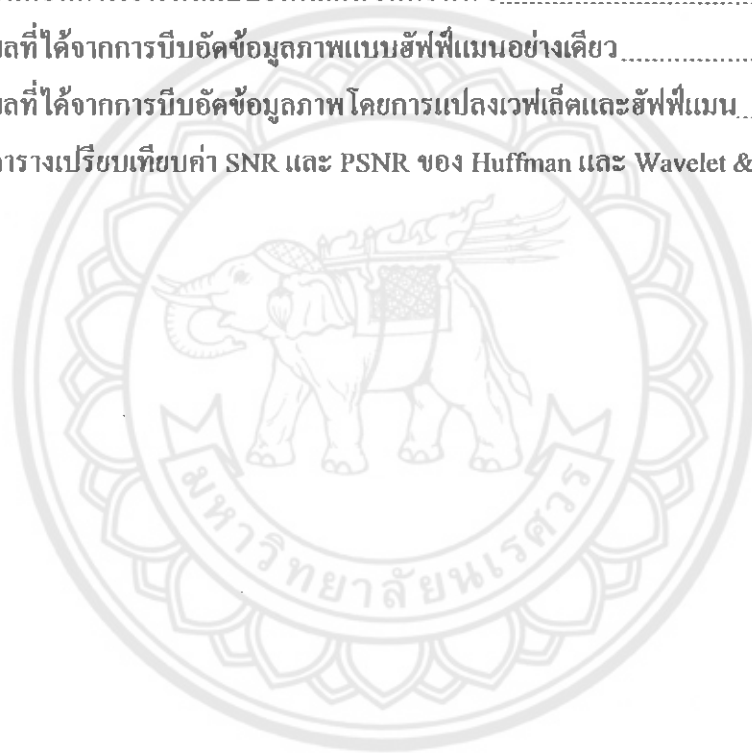 ลที่ได้จากการบีบอัดข้อมูลภาพแบบฮัฟฟ์แมนอย่างเดียว
ลที่ได้จากการบีบอัดข้อมูลภาพโดยการแปลงเวฟเล็ตและฮัฟฟ์แมน
ารางเปรียบเทียบค่า SNR และ PSNR ของ Huffman และ Wavelet &
มหาวิทยาลัยนเรศวร